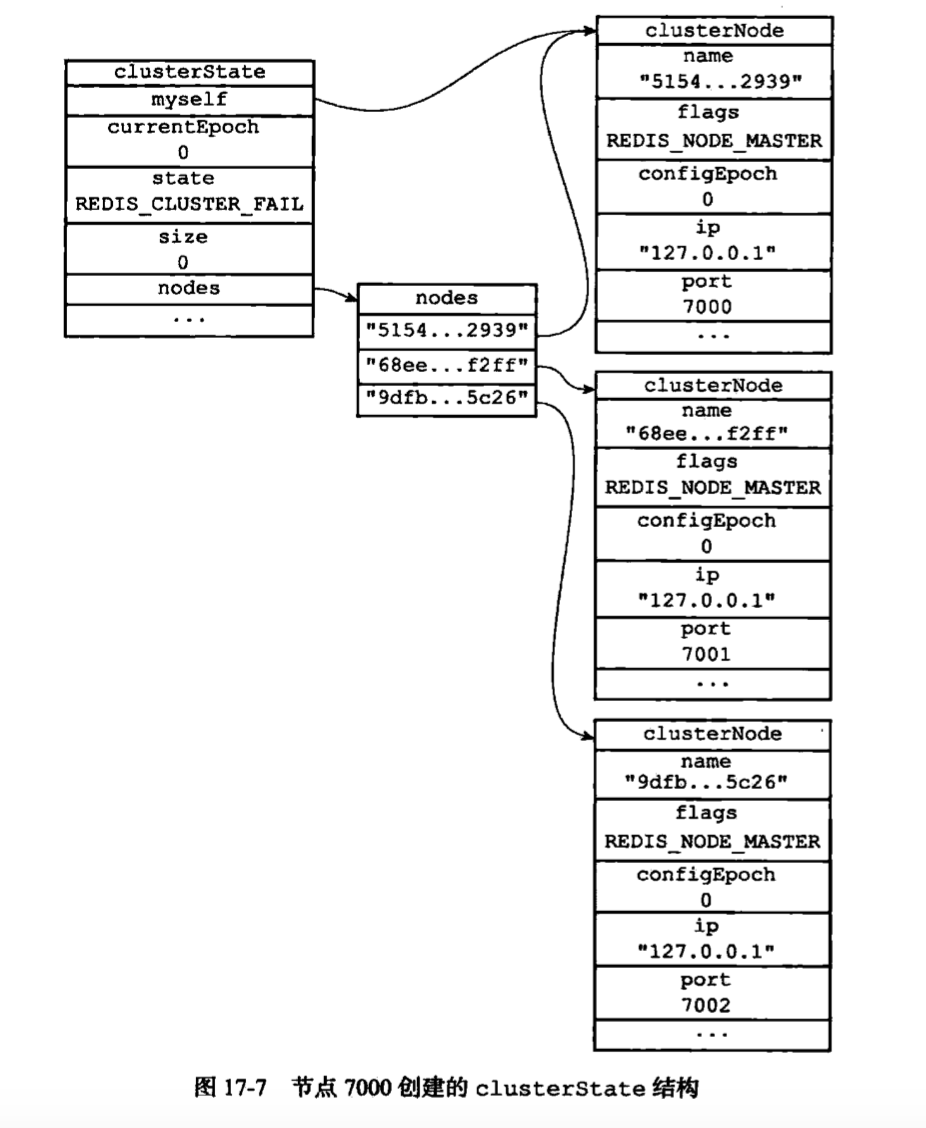 clusterState
myself
currentEpoch
0
state
REDIS_CLUSTER_FAIL
size
0
nodes
...
nodes
"5154...2939"
"68ee...f2ff"
"9dfb...5c26"
clusterNode
name
"5154...2939"
flags
REDIS_NODE_MASTER
configEpoch
0
ip
"127.0.0.1"
port
7000
...
clusterNode
name
"68ee...f2ff"
flags
REDIS_NODE_MASTER
configEpoch
0
ip
"127.0.0.1"
port
7001
...
clusterNode
name
"9dfb...5c26"
flags
REDIS_NODE_MASTER
configEpoch
0
ip
"127.0.0.1"
port
7002
...
图 17-7 节点 7000 创建的 clusterState 结构